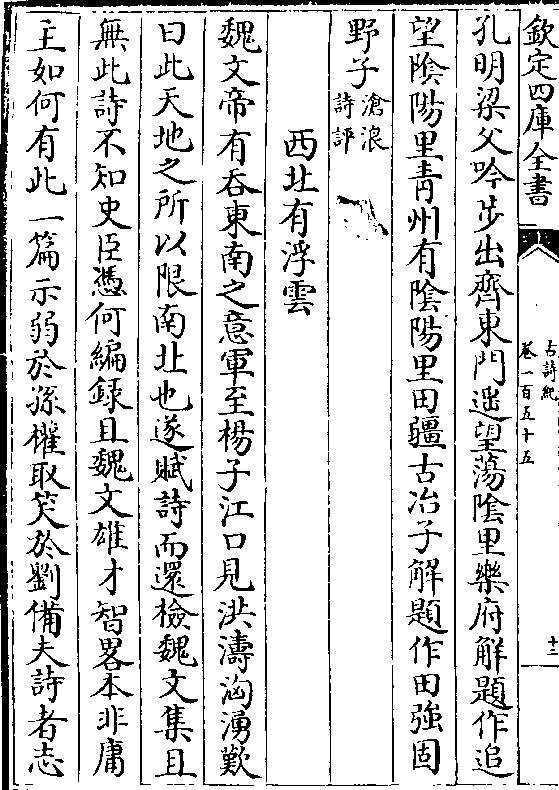 欽定四庫全書
古詩紀
卷一百五十五
十三
孔明梁父吟步出齊東門遥望蕩隂里樂府解題作追
望隂陽里青州有隂陽里田疆古冶子解題作田強固
野子滄浪詩評
西北有浮雲
魏文帝有吞東南之意軍至楊子江口見洪濤洶湧歎
曰此天地之所以限南北也遂賦詩而還檢魏文集且
無此詩不知史臣憑何編録且魏文雄才智畧本非庸
主如何有此一篇示弱於孫權取笑於劉備夫詩者志